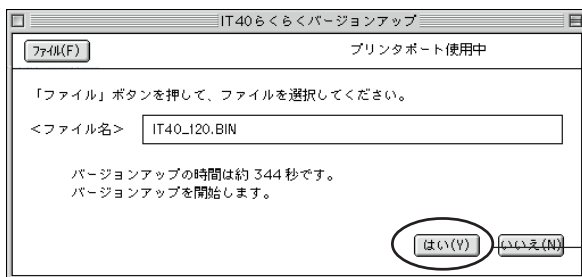 IT40らくらくバージョンアップ
ファイル(F)
プリンタポート使用中
「ファイル」ボタンを押して、ファイルを選択してください。
<ファイル名> IT40_120.BIN
バージョンアップの時間は約 344 秒です。
バージョンアップを開始します。
はい(Y) いいえ(N)